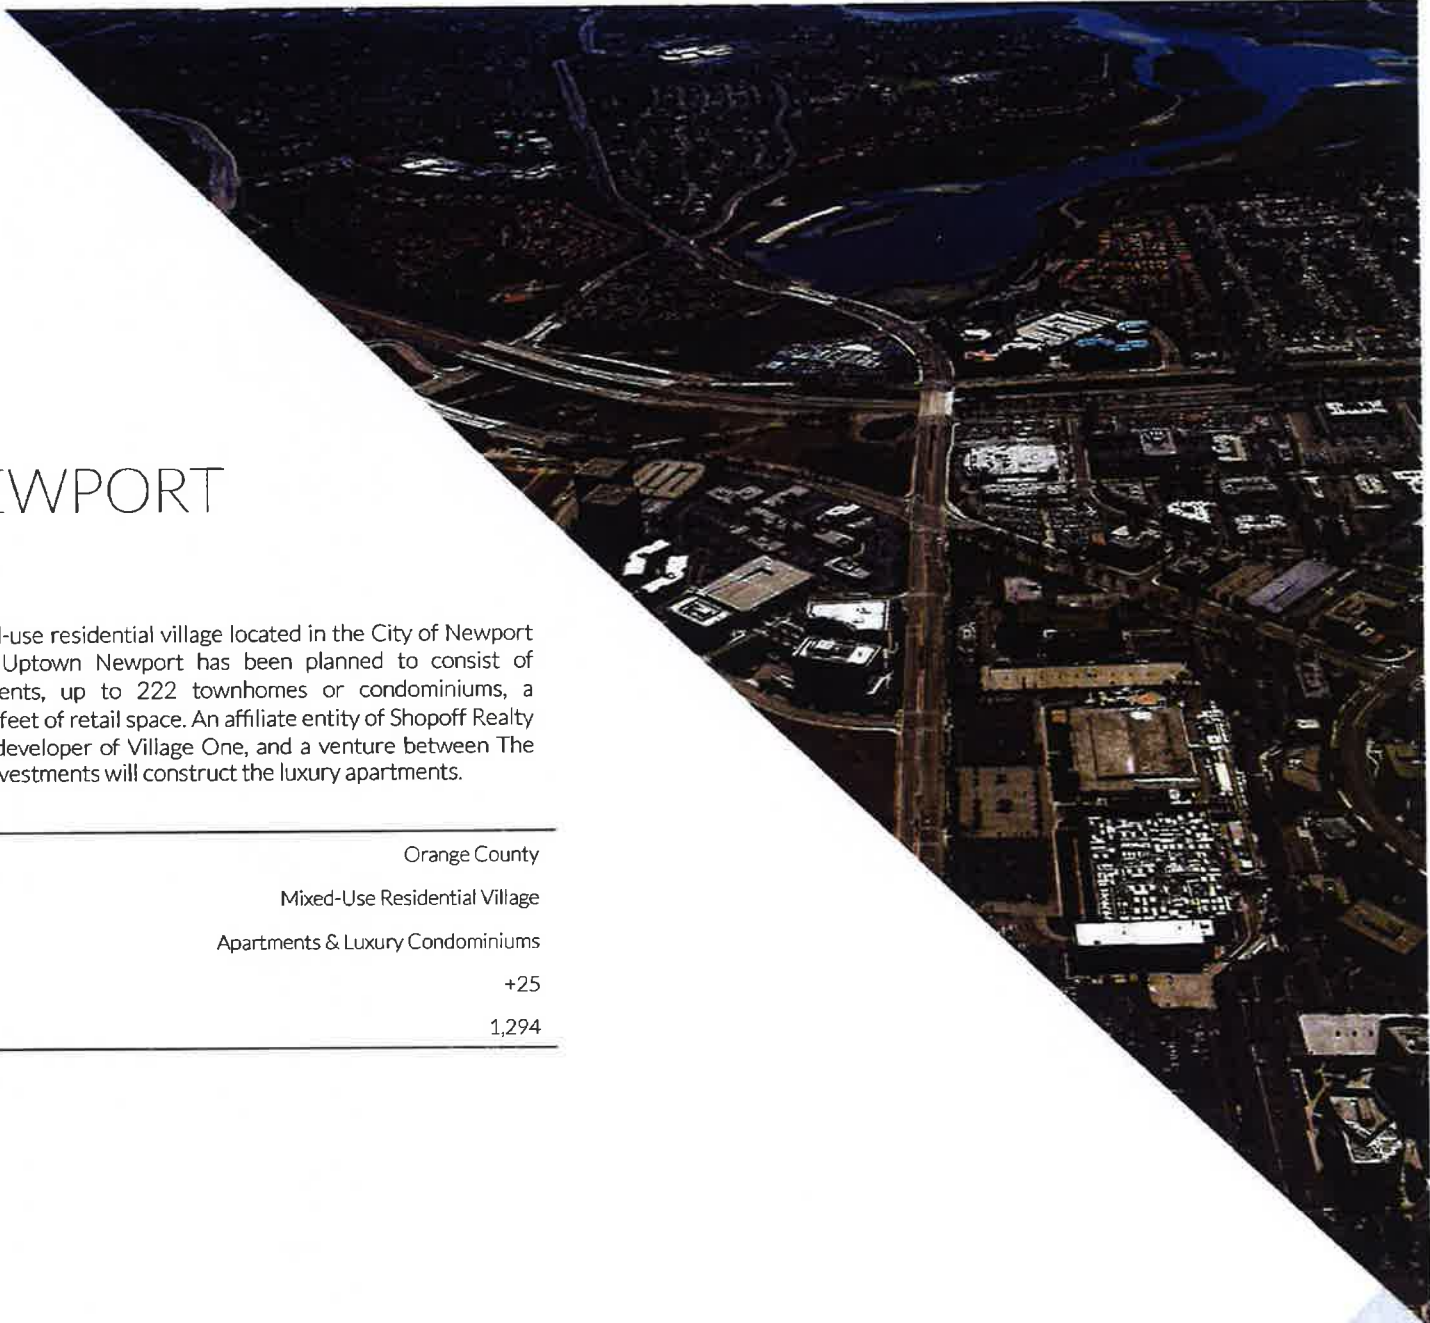 EWPORT
l-use residential village located in the City of Newport
Uptown Newport has been planned to consist of
ents, up to 222 townhomes or condominiums, a
feet of retail space. An affiliate entity of Shopoff Realty
developer of Village One, and a venture between The
vestments will construct the luxury apartments.
Orange County
Mixed-Use Residential Village
Apartments & Luxury Condominiums
+25
1,294